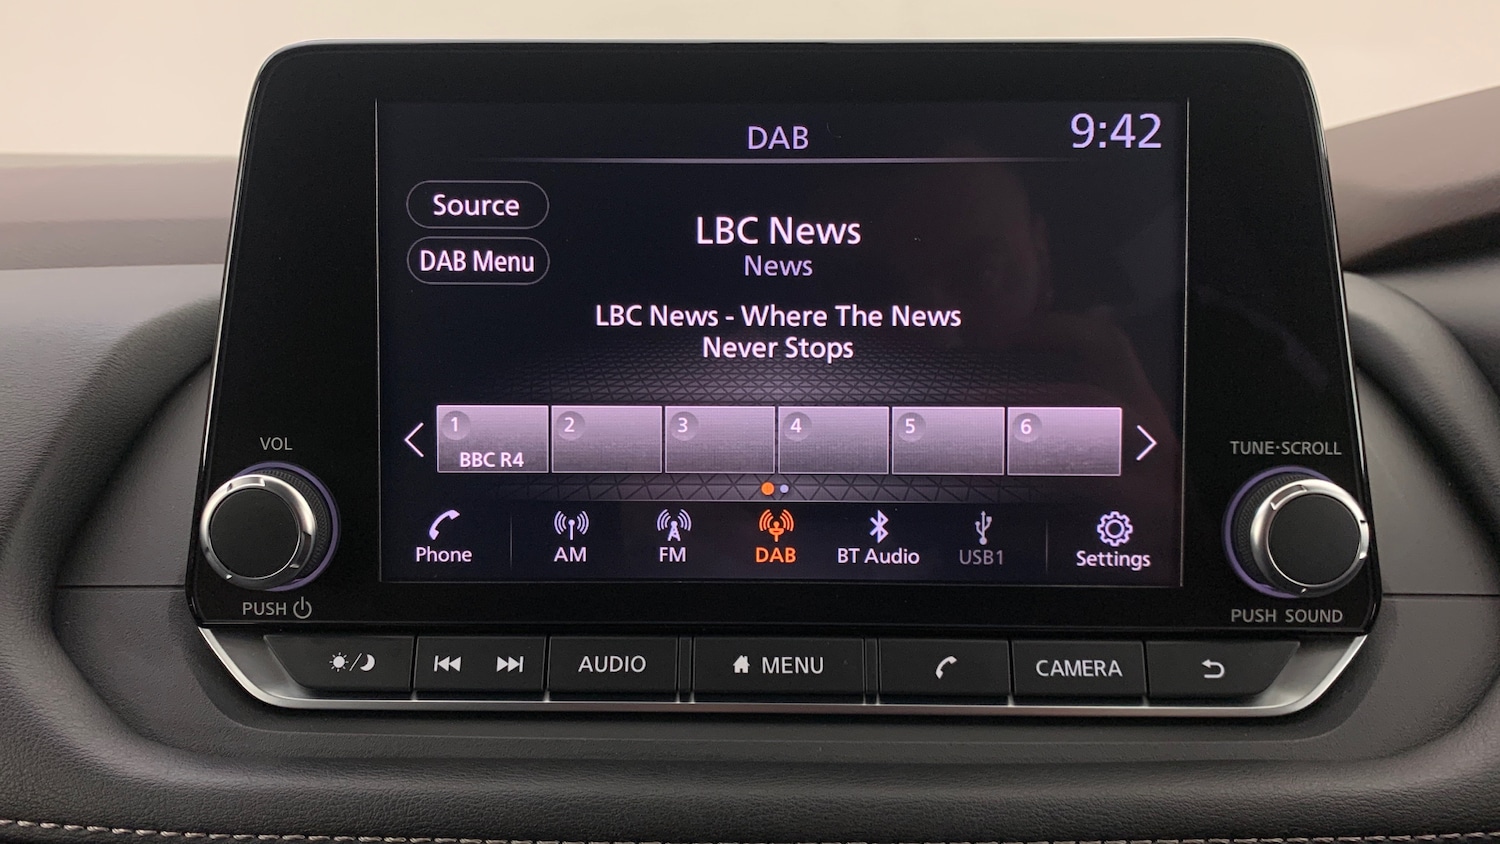 DAB
9:42
Source
DAB Menu
LBC News
News
LBC News - Where The News
Never Stops
1
2
3
4
5
6
BBC R4
Phone
AM
FM
DAB
BT Audio
USB1
Settings
VOL
PUSH
TUNE·SCROLL
PUSH SOUND
AUDIO
MENU
CAMERA